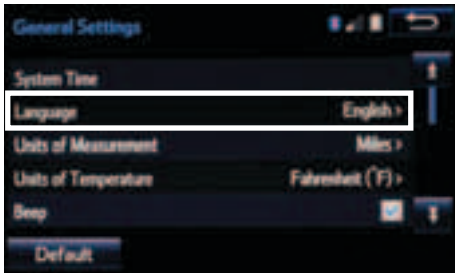 General Settings
System Time
Language English >
Units of Measurement Miles >
Units of Temperature Fahrenheit (°F) >
Beep
Default